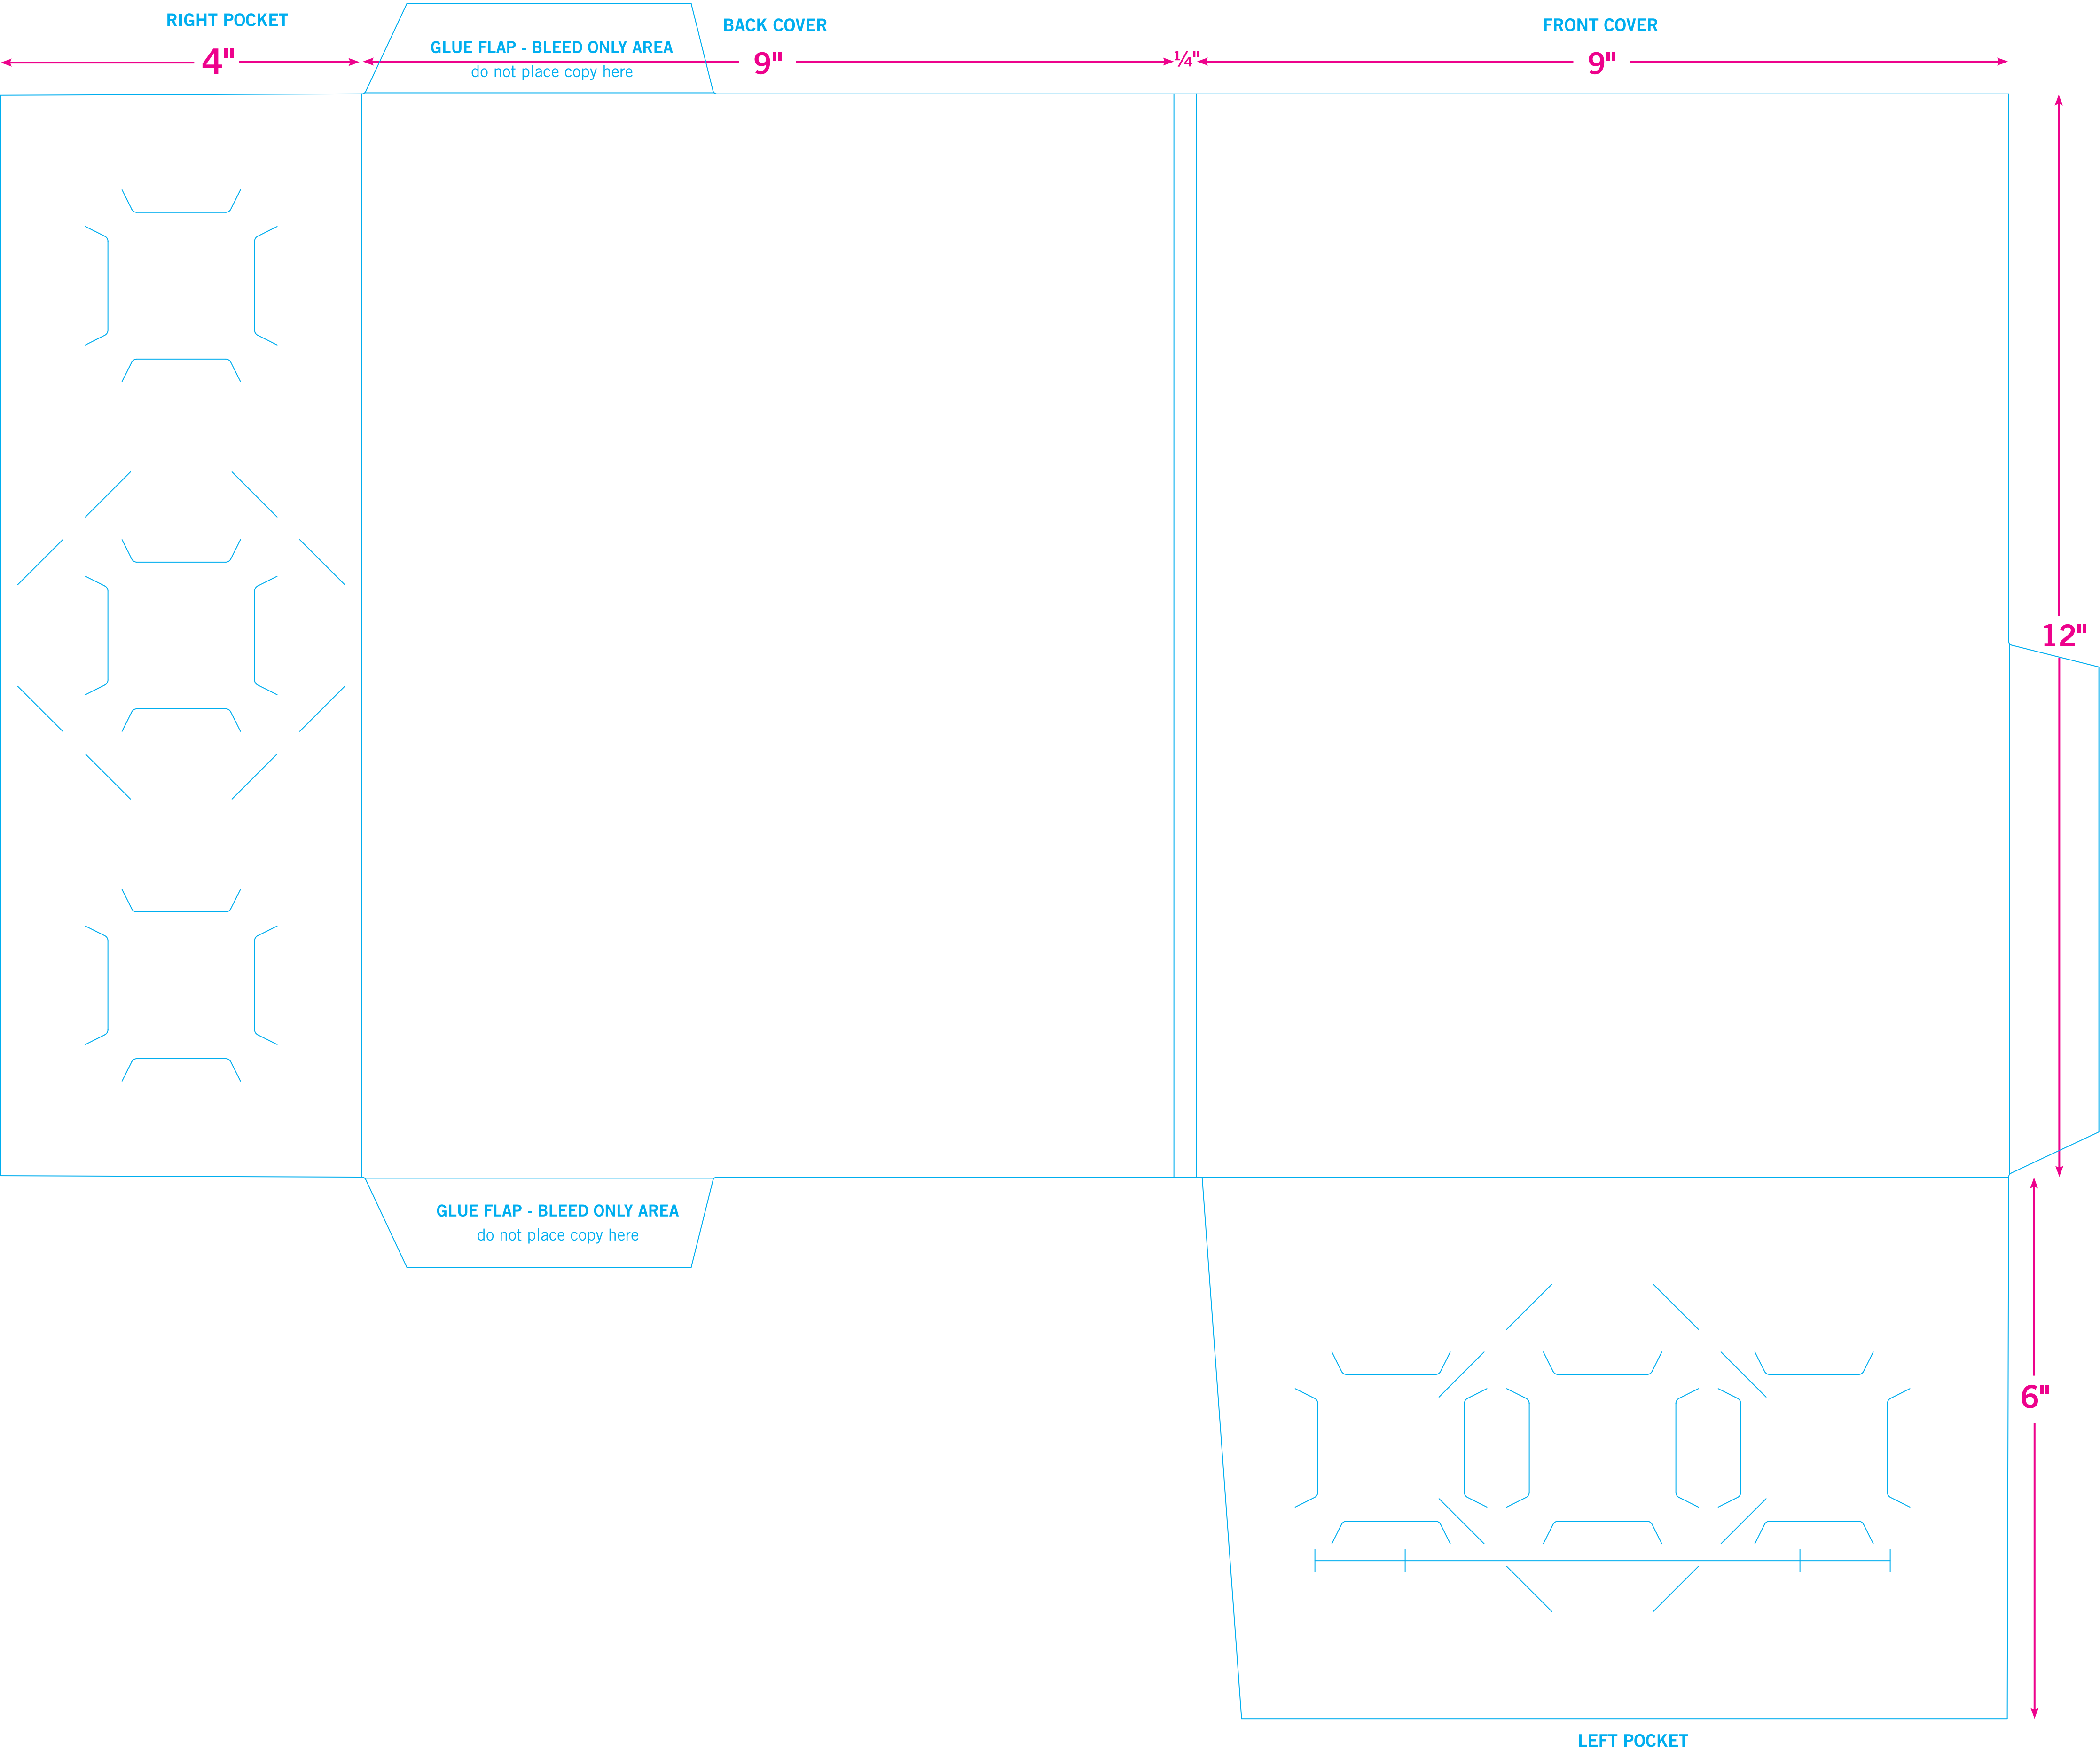 RIGHT POCKET
BACK COVER
FRONT COVER
4"
GLUE FLAP - BLEED ONLY AREA
do not place copy here
9"
¼"
9"
12"
GLUE FLAP - BLEED ONLY AREA
do not place copy here
6"
LEFT POCKET